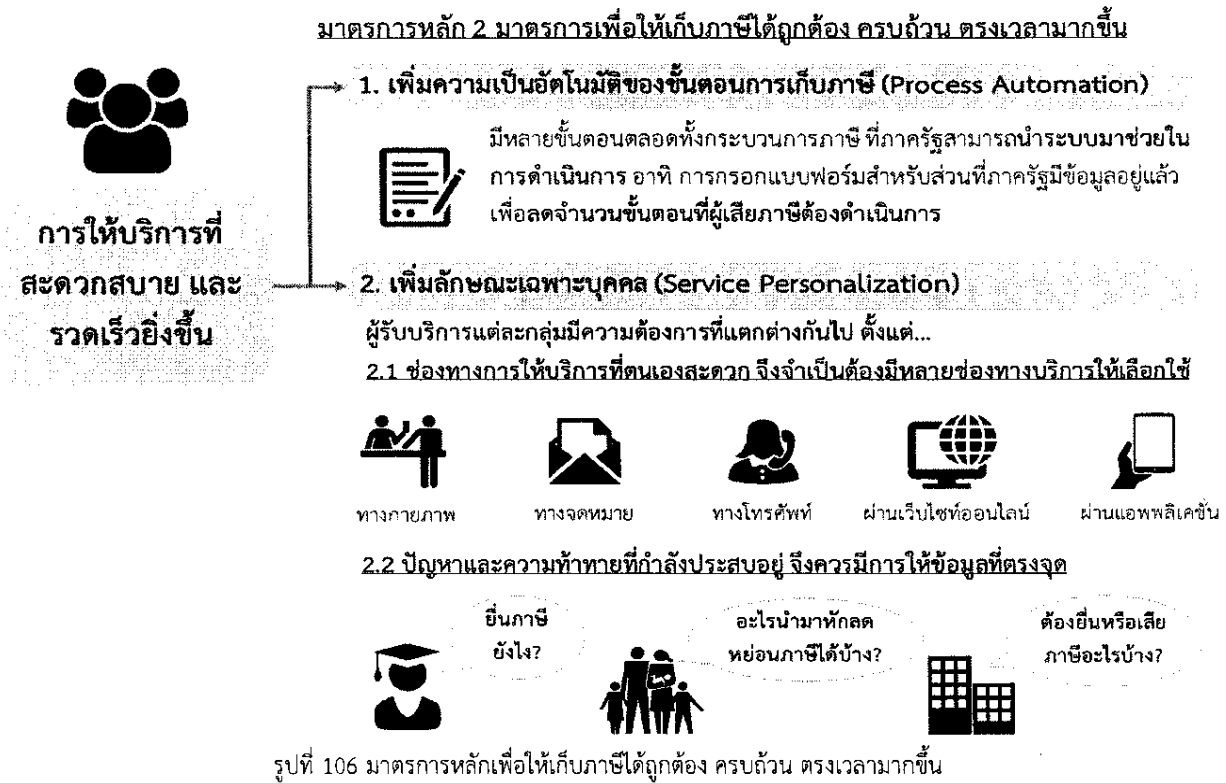 มาตรการหลัก 2 มาตรการเพื่อให้เก็บภาษีได้ถูกต้อง ครบถ้วน ตรงเวลามากขึ้น
การให้บริการที่
สะดวกสบาย และ
รวดเร็วยิ่งขึ้น
1. เพิ่มความเป็นอัตโนมัติของขั้นตอนการเก็บภาษี (Process Automation)
มีหลายขั้นตอนตลอดทั้งกระบวนการภาษี ที่ภาครัฐสามารถนำระบบมาช่วยใน
การดำเนินการ อาทิ การกรอกแบบฟอร์มสำหรับส่วนที่ภาครัฐมีข้อมูลอยู่แล้ว
เพื่อลดจำนวนขั้นตอนที่ผู้เสียภาษีต้องดำเนินการ
2. เพิ่มลักษณะเฉพาะบุคคล (Service Personalization)
ผู้รับบริการแต่ละกลุ่มมีความต้องการที่แตกต่างกันไป ตั้งแต่...
2.1 ช่องทางการให้บริการที่ตนเองสะดวก จึงจำเป็นต้องมีหลายช่องทางบริการให้เลือกใช้
ทางกายภาพ
ทางจดหมาย
ทางโทรศัพท์
ผ่านเว็บไซท์ออนไลน์
ผ่านแอพพลิเคชั่น
2.2 ปัญหาและความท้าทายที่กำลังประสบอยู่ จึงควรมีการให้ข้อมูลที่ตรงจุด
ยื่นภาษี
ยังไง?
อะไรนำมาหักลด
หย่อนภาษีได้บ้าง?
ต้องยื่นหรือเสีย
ภาษีอะไรบ้าง?
รูปที่ 106 มาตรการหลักเพื่อให้เก็บภาษีได้ถูกต้อง ครบถ้วน ตรงเวลามากขึ้น